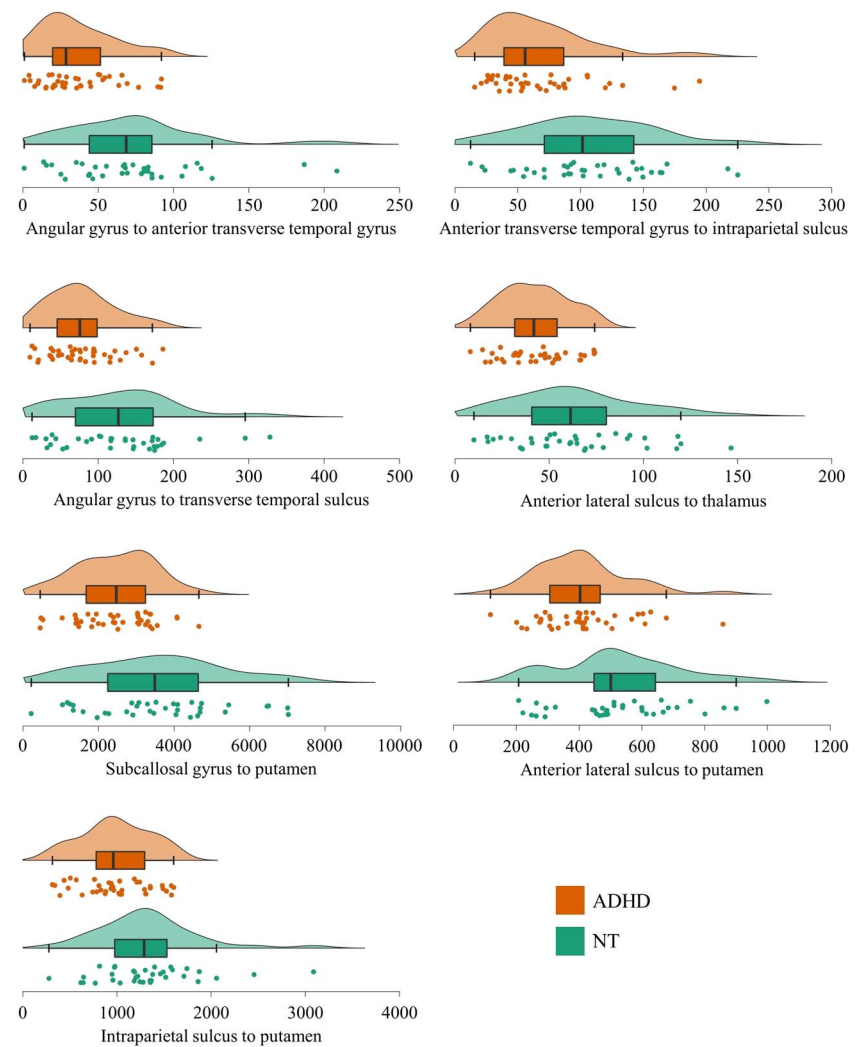 0 50 100 150 200 250
Angular gyrus to anterior transverse temporal gyrus
0 50 100 150 200 250 300
Anterior transverse temporal gyrus to intraparietal sulcus
0 100 200 300 400 500
Angular gyrus to transverse temporal sulcus
0 50 100 150 200
Anterior lateral sulcus to thalamus
0 2000 4000 6000 8000 10000
Subcallosal gyrus to putamen
0 200 400 600 800 1000 1200
Anterior lateral sulcus to putamen
0 1000 2000 3000 4000
Intraparietal sulcus to putamen
ADHD
NT